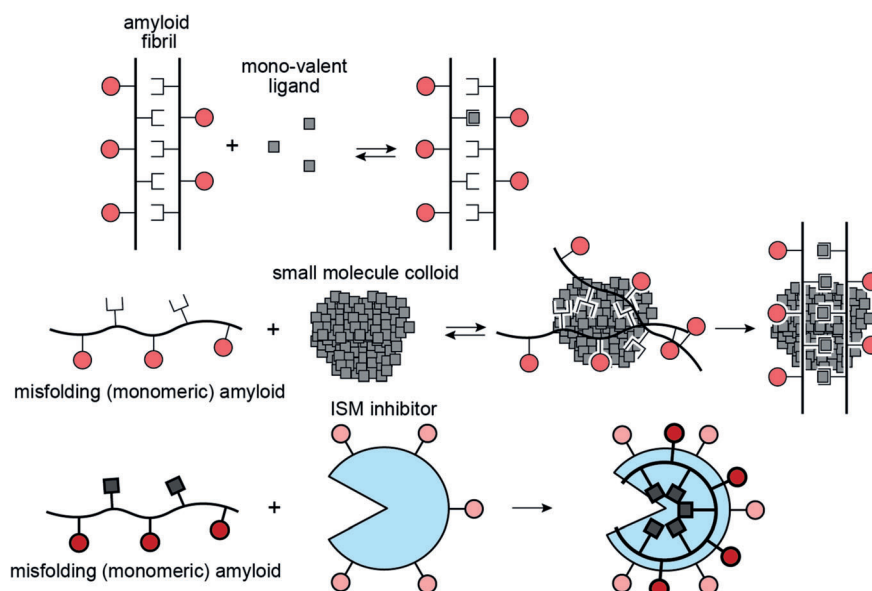 amyloid
fibril
mono-valent
ligand
+
small molecule colloid
+
misfolding (monomeric) amyloid
ISM inhibitor
+
misfolding (monomeric) amyloid